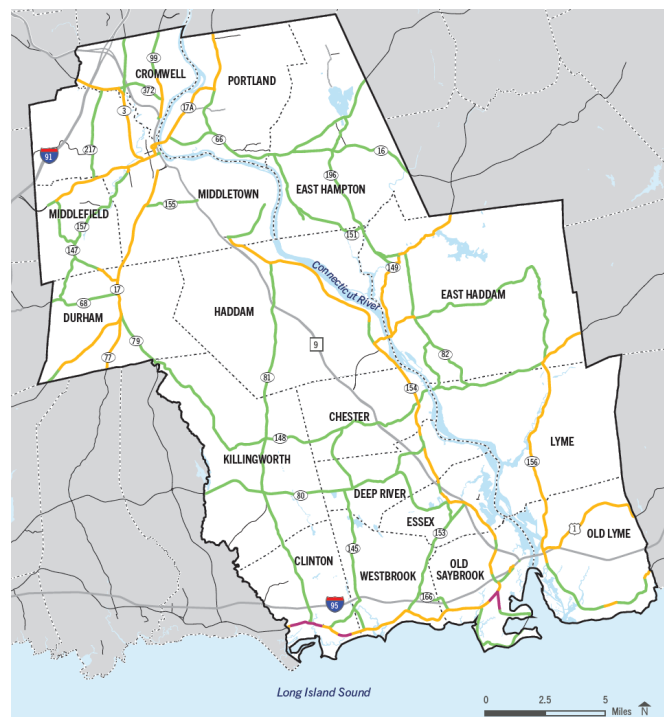 99
CROMWELL
PORTLAND
372
3
17A
66
91
217
16
196
MIDDLETOWN
EAST HAMPTON
155
MIDDLEFIELD
157
151
147
149
Connecticut River
17
EAST HADDAM
68
HADDAM
DURHAM
79
9
77
82
81
154
CHESTER
148
LYME
KILLINGWORTH
156
80
DEEP RIVER
ESSEX
1
OLD LYME
153
145
CLINTON
OLD
SAYBROOK
WESTBROOK
166
95
Long Island Sound
0
2.5
5
Miles
N